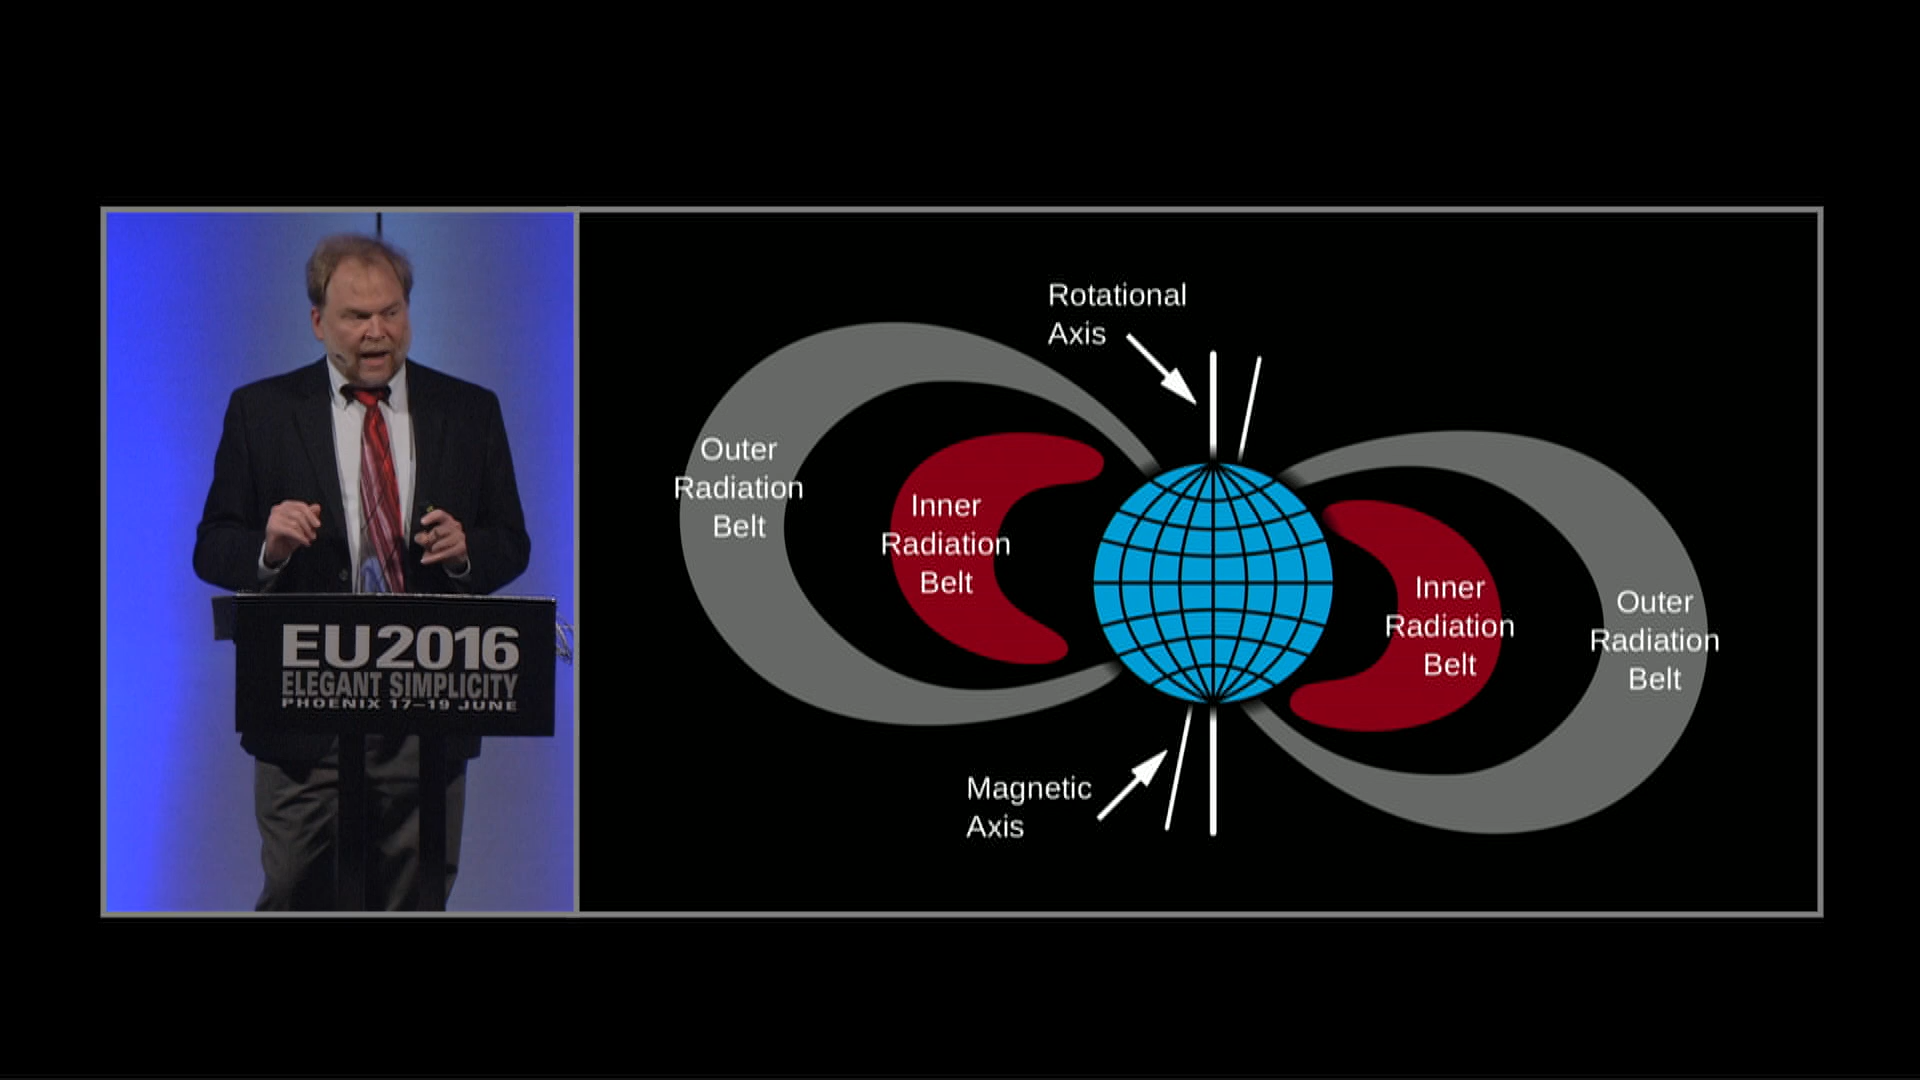 EU2016
ELEGANT SIMPLICITY
PHOENIX 17–19 JUNE
Rotational
Axis
Outer
Radiation
Belt
Inner
Radiation
Belt
Inner
Radiation
Belt
Outer
Radiation
Belt
Magnetic
Axis